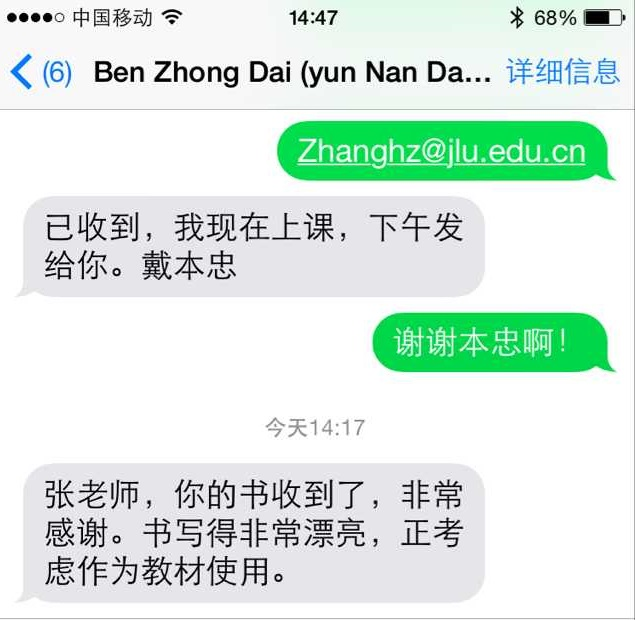 中国移动 14:47 68%
(6) Ben Zhong Dai (yun Nan Da... 详细信息
Zhanghz@jlu.edu.cn
已收到，我现在上课，下午发
给你。戴本忠
谢谢本忠啊！
今天14:17
张老师，你的书收到了，非常
感谢。书写得非常漂亮，正考
虑作为教材使用。